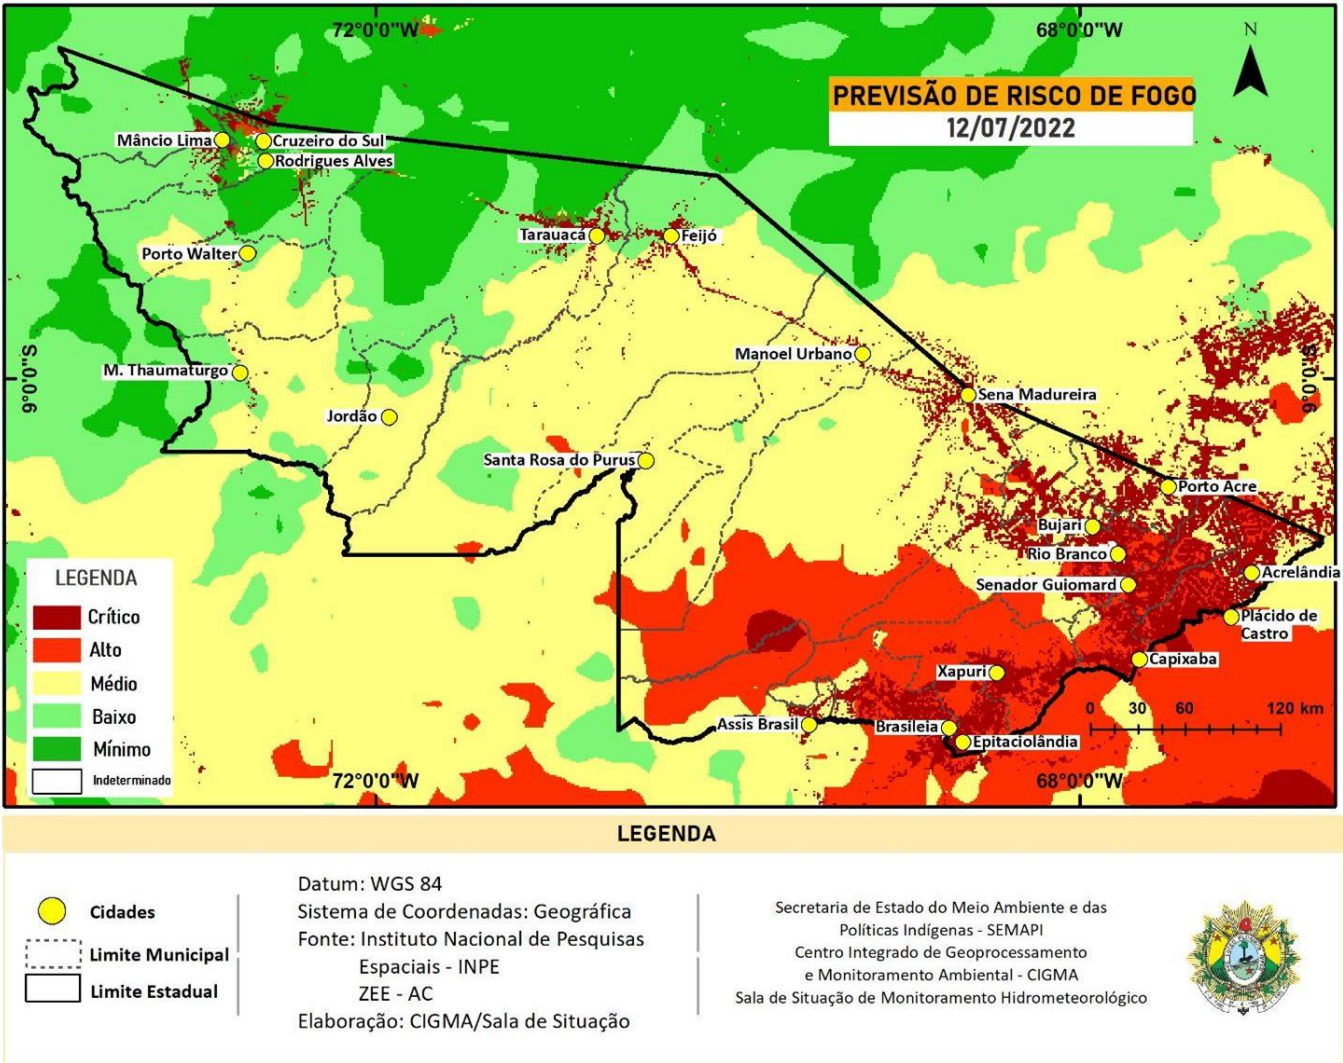 72°0'0"W
68°0'0"W
N
PREVISÃO DE RISCO DE FOGO
12/07/2022
Mâncio Lima
Cruzeiro do Sul
Rodrigues Alves
Tarauacá
Feijó
Porto Walter
Manoel Urbano
9°0'0"S
9°0'0"S
M. Thaumaturgo
Sena Madureira
Jordão
Santa Rosa do Purus
Porto Acre
Bujari
Rio Branco
Acrelândia
Senador Guiomard
Plácido de
Castro
Capixaba
Xapuri
Assis Brasil
Brasileia
Epitaciolândia
0 30 60 120 km
72°0'0"W
68°0'0"W
LEGENDA
Crítico
Alto
Médio
Baixo
Mínimo
Indeterminado
LEGENDA
Cidades
Limite Municipal
Limite Estadual
Datum: WGS 84
Sistema de Coordenadas: Geográfica
Fonte: Instituto Nacional de Pesquisas
Espaciais - INPE
ZEE - AC
Elaboração: CIGMA/Sala de Situação
Secretaria de Estado do Meio Ambiente e das
Políticas Indígenas - SEMAPI
Centro Integrado de Geoprocessamento
e Monitoramento Ambiental - CIGMA
Sala de Situação de Monitoramento Hidrometeorológico